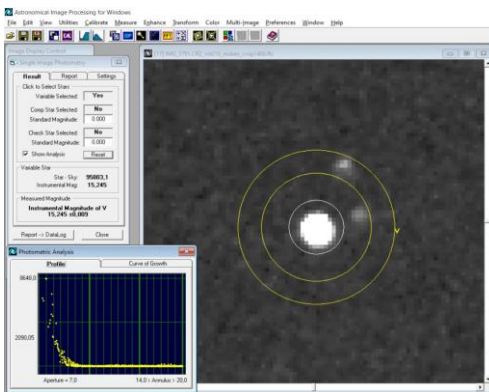 Astronomical Image Processing for Windows
File Edit View Utilities Calibrate Measure Enhance Transform Color Multi-Image Preferences Window Help
Image Display Control
Single Image Photometry
Result Report Settings
Click to Select Stars
Variable Selected: Yes
Comp Star Selected: No
Standard Magnitude: 0.000
Check Star Selected: No
Standard Magnitude: 0.000
Show Analysis Reset
Variable Star
Star - Sky: 95803,1
Instrumental Mag: 15,245
Measured Magnitude
Instrumental Magnitude of V
15,245 ±0,009
Report -> DataLog Close
V
Photometric Analysis
Profile Curve of Growth
8640,0
2090,05
Aperture = 7,0 14,0 < Annulus > 20,0